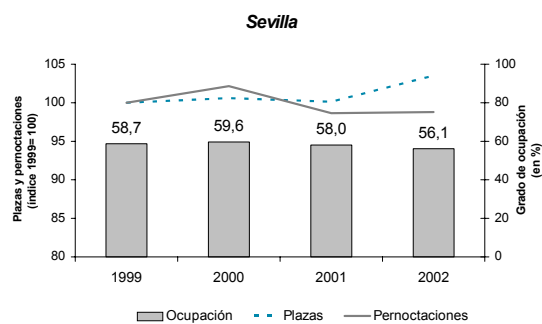 Sevilla
Plazas y pernoctaciones
(índice 1999= 100)
105
100
95
90
85
80
58,7
59,6
58,0
56,1
100
80
60
40
20
0
Grado de ocupación
(en %)
1999
2000
2001
2002
Ocupación
Plazas
Pernoctaciones